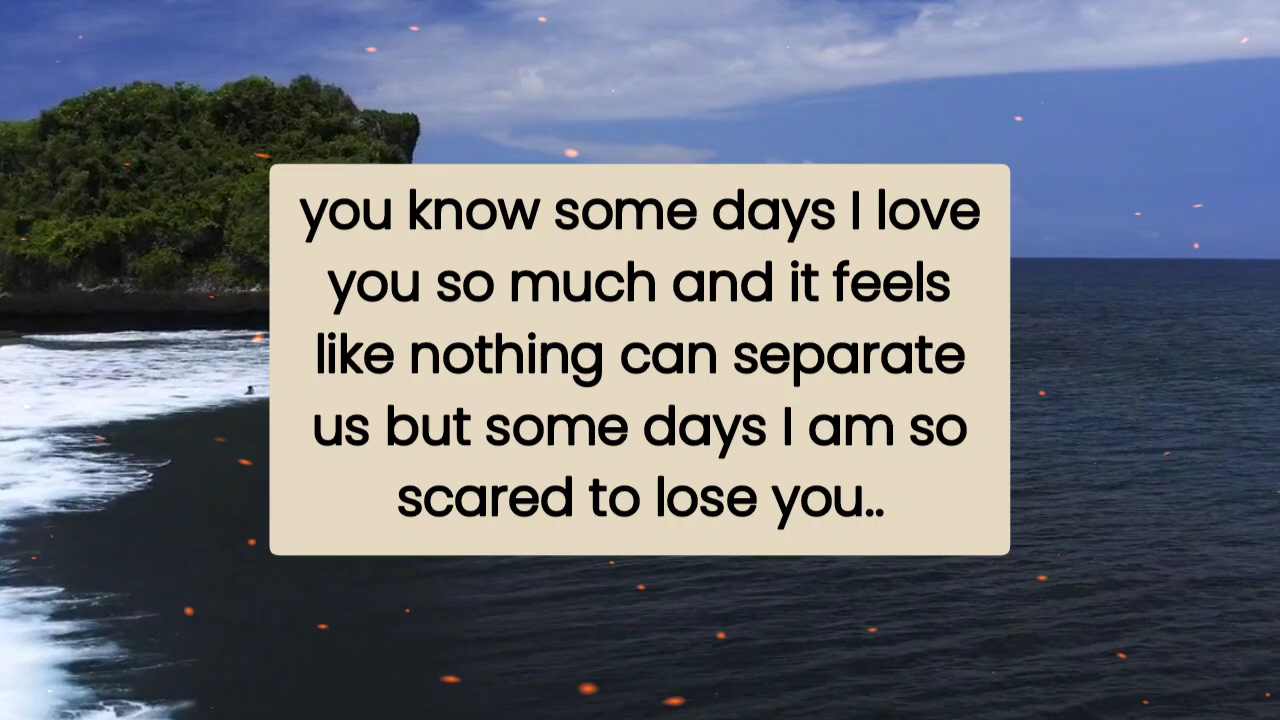 you know some days I love
you so much and it feels
like nothing can separate
us but some days I am so
scared to lose you..